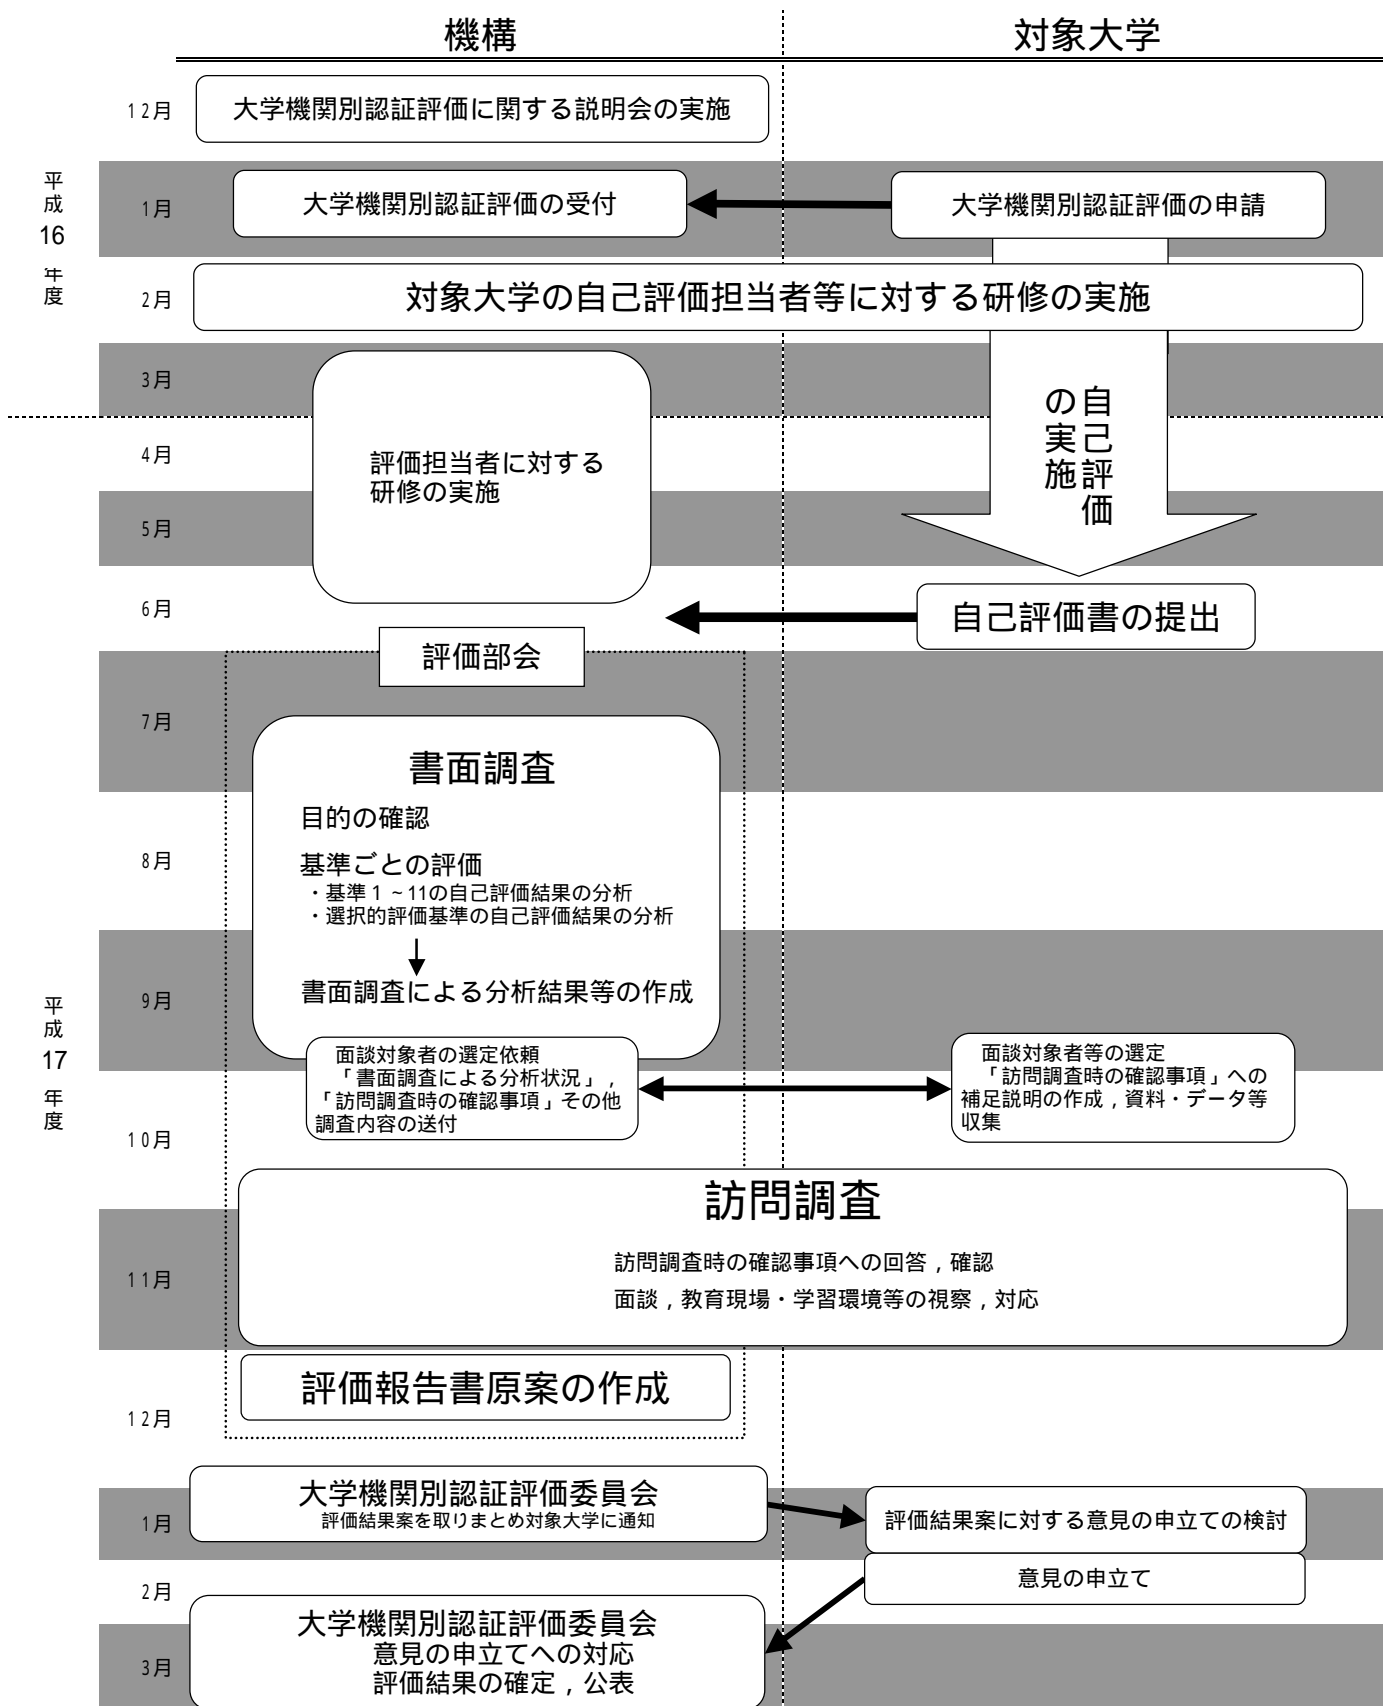 機構
対象大学
平成16年度
12月
大学機関別認証評価に関する説明会の実施
1月
大学機関別認証評価の受付
大学機関別認証評価の申請
2月
対象大学の自己評価担当者等に対する研修の実施
3月
自己評価
の実施
平成17年度
4月
評価担当者に対する
研修の実施
5月
6月
自己評価書の提出
評価部会
7月
書面調査
目的の確認
8月
基準ごとの評価
・基準1~11の自己評価結果の分析
・選択的評価基準の自己評価結果の分析
9月
書面調査による分析結果等の作成
面談対象者の選定依頼
「書面調査による分析状況」,
「訪問調査時の確認事項」その他
調査内容の送付
面談対象者等の選定
「訪問調査時の確認事項」への
補足説明の作成,資料・データ等
収集
10月
訪問調査
訪問調査時の確認事項への回答,確認
11月
面談,教育現場・学習環境等の視察,対応
評価報告書原案の作成
12月
大学機関別認証評価委員会
評価結果案を取りまとめ対象大学に通知
1月
評価結果案に対する意見の申立ての検討
意見の申立て
2月
大学機関別認証評価委員会
意見の申立てへの対応
3月
評価結果の確定,公表